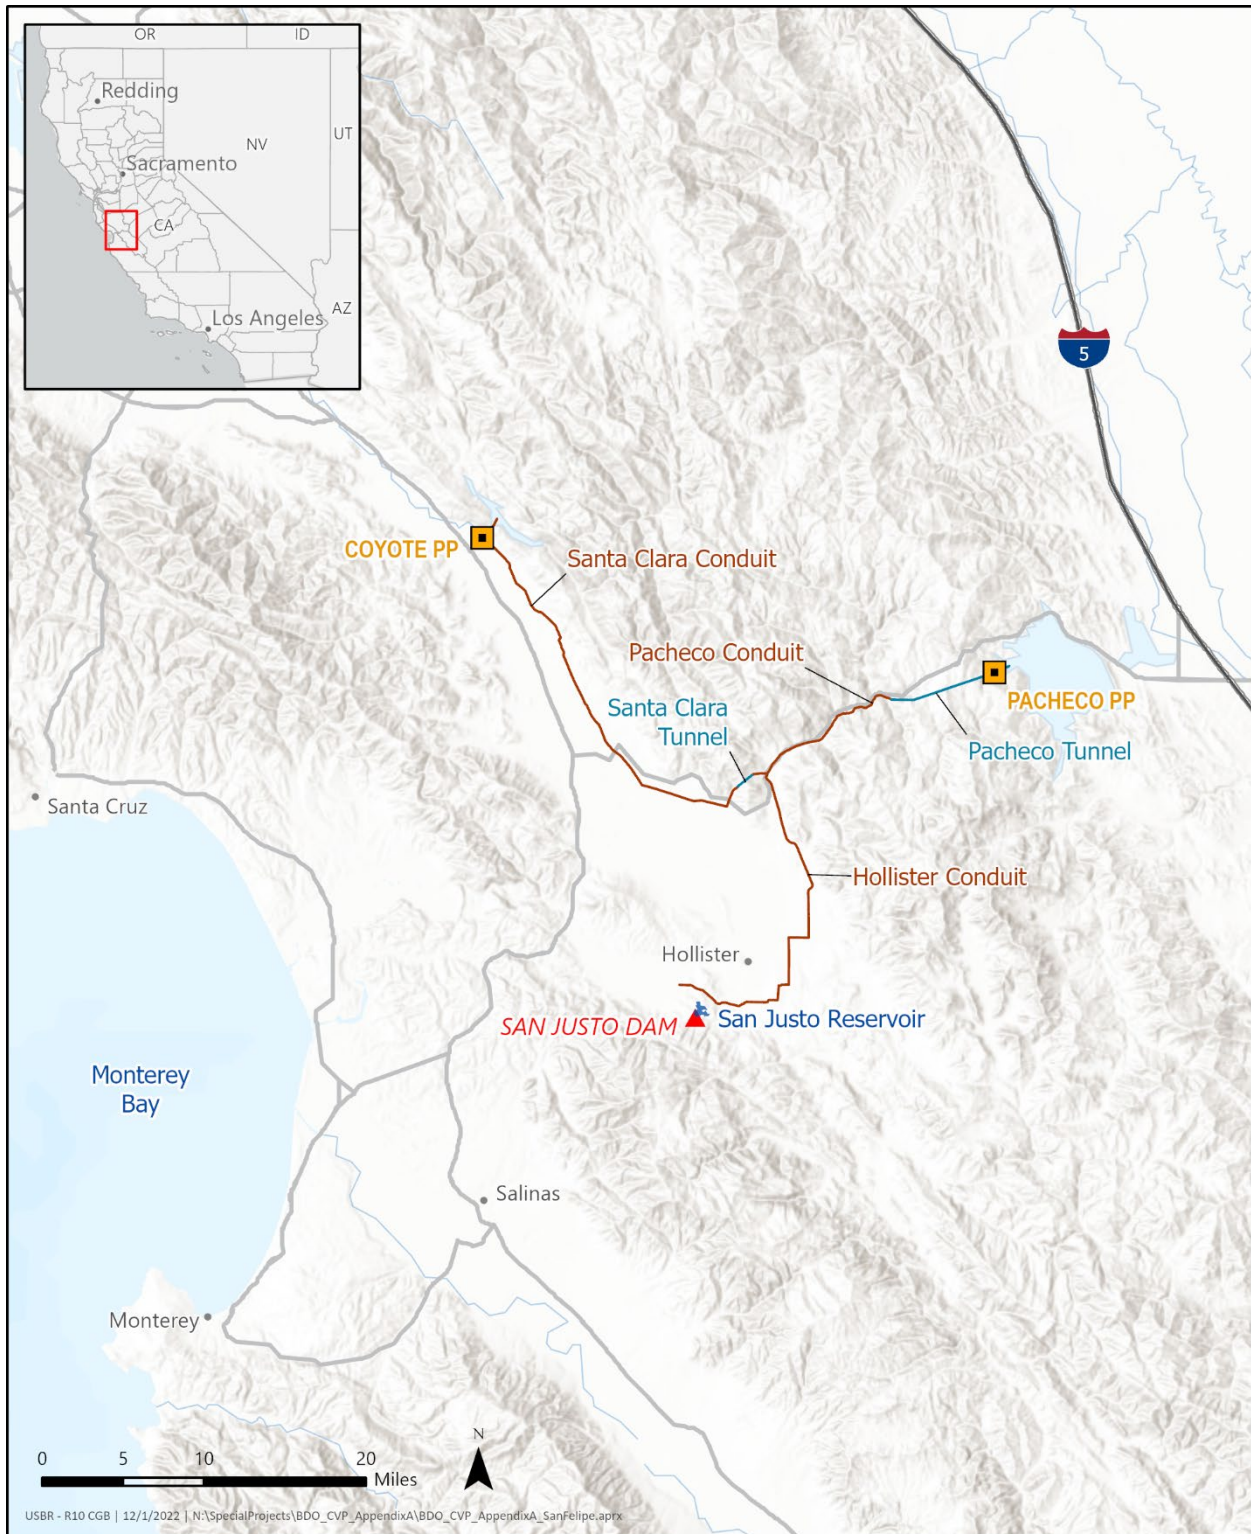 OR
ID
Redding
NV
UT
Sacramento
CA
AZ
Los Angeles
5
COYOTE PP
Santa Clara Conduit
Pacheco Conduit
Santa Clara
Tunnel
PACHECO PP
Pacheco Tunnel
Santa Cruz
Hollister Conduit
Hollister
SAN JUSTO DAM
San Justo Reservoir
Monterey
Bay
Salinas
Monterey
N
0 5 10 20
Miles
USBR - R10 CGB | 12/1/2022 | N:\SpecialProjects\BDO_CVP_AppendixA\BDO_CVP_AppendixA_SanFelipe.aprx